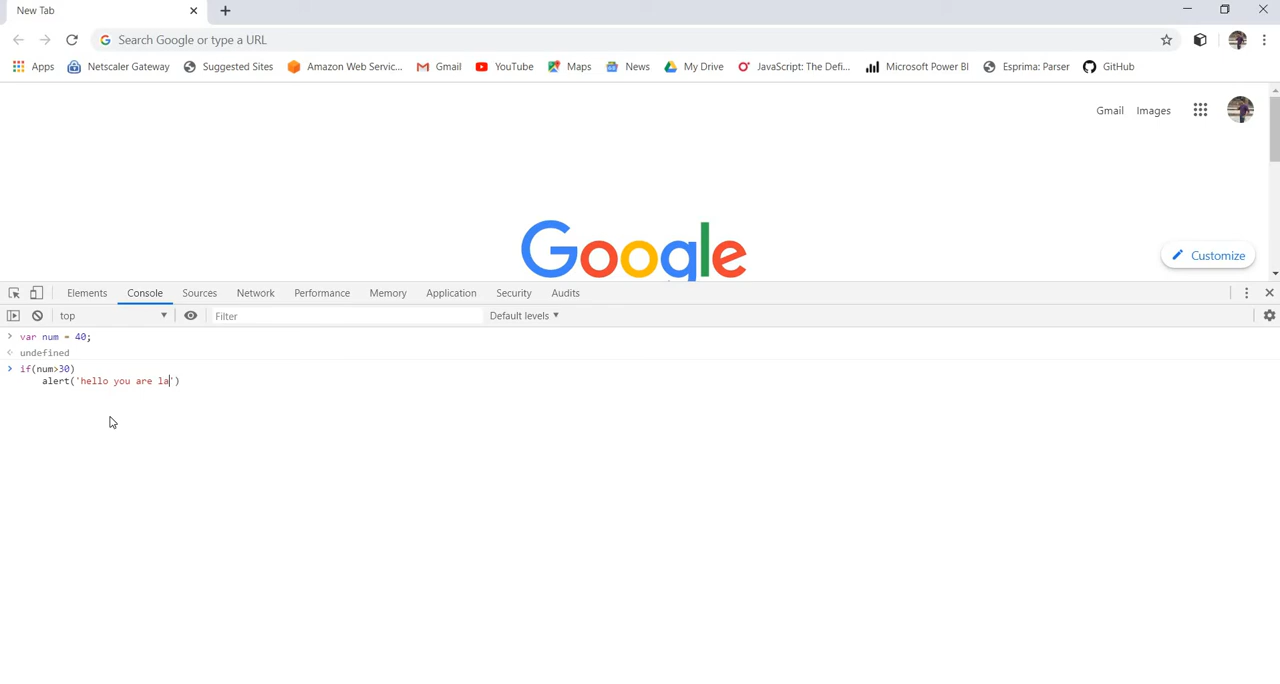 New Tab
Search Google or type a URL
Apps Netscaler Gateway Suggested Sites Amazon Web Servic... Gmail YouTube Maps News My Drive JavaScript: The Defi... Microsoft Power BI Esprima: Parser GitHub
Gmail Images
Google
Customize
Elements Console Sources Network Performance Memory Application Security Audits
top Filter Default levels
var num = 40;
undefined
if(num>30)
alert('hello you are la')